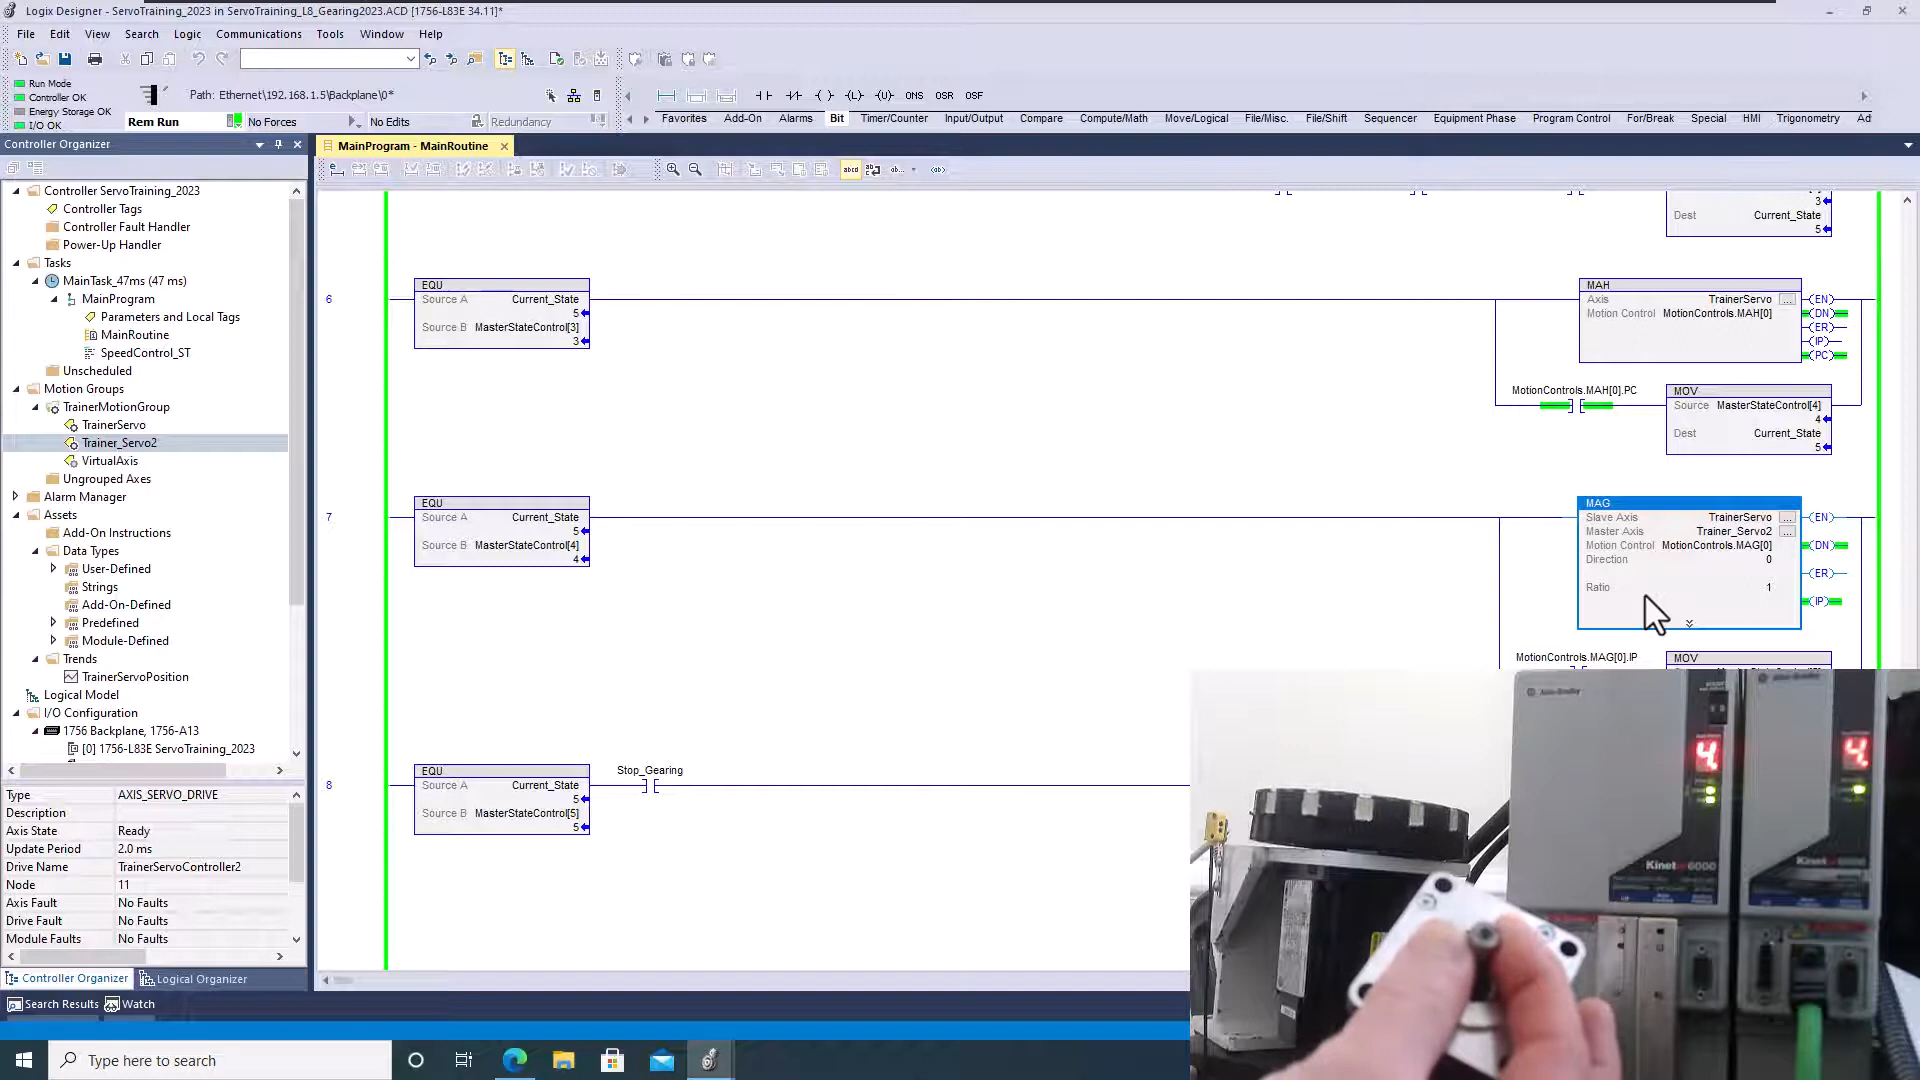 Logix Designer - ServoTraining_2023 in ServoTraining_L8_Gearing2023.ACD [1756-L83E 34.11]*
File Edit View Search Logic Communications Tools Window Help
Run Mode
Controller OK
Energy Storage OK
I/O OK
Path: Ethernet\192.168.1.5\Backplane\0*
Rem Run
No Forces
No Edits
Redundancy
(L) (U) ONS OSR OSF
Favorites Add-On Alarms Bit Timer/Counter Input/Output Compare Compute/Math Move/Logical File/Misc. File/Shift Sequencer Equipment Phase Program Control For/Break Special HMI Trigonometry Ad
Controller Organizer
MainProgram - MainRoutine
Controller ServoTraining_2023
Controller Tags
Controller Fault Handler
Power-Up Handler
Tasks
MainTask_47ms (47 ms)
MainProgram
Parameters and Local Tags
MainRoutine
SpeedControl_ST
Unscheduled
Motion Groups
TrainerMotionGroup
TrainerServo
Trainer_Servo2
VirtualAxis
Ungrouped Axes
Alarm Manager
Assets
Add-On Instructions
Data Types
User-Defined
Strings
Add-On-Defined
Predefined
Module-Defined
Trends
TrainerServoPosition
Logical Model
I/O Configuration
1756 Backplane, 1756-A13
[0] 1756-L83E ServoTraining_2023
Type AXIS_SERVO_DRIVE
Description
Axis State Ready
Update Period 2.0 ms
Drive Name TrainerServoController2
Node 11
Axis Fault No Faults
Drive Fault No Faults
Module Faults No Faults
Controller Organizer Logical Organizer
Search Results Watch
Type here to search
3
Dest Current_State
5
6
EQU
Source A Current_State
5
Source B MasterStateControl[3]
3
MAH
Axis TrainerServo ...
Motion Control MotionControls.MAH[0]
(EN)
(DN)
(ER)
(IP)
(PC)
MotionControls.MAH[0].PC
MOV
Source MasterStateControl[4]
4
Dest Current_State
5
7
EQU
Source A Current_State
5
Source B MasterStateControl[4]
4
MAG
Slave Axis TrainerServo ...
Master Axis Trainer_Servo2 ...
Motion Control MotionControls.MAG[0]
Direction 0
Ratio 1
(EN)
(DN)
(ER)
(IP)
MotionControls.MAG[0].IP
MOV
8
EQU
Source A Current_State
5
Source B MasterStateControl[5]
5
Stop_Gearing
Allen-Bradley
4
4